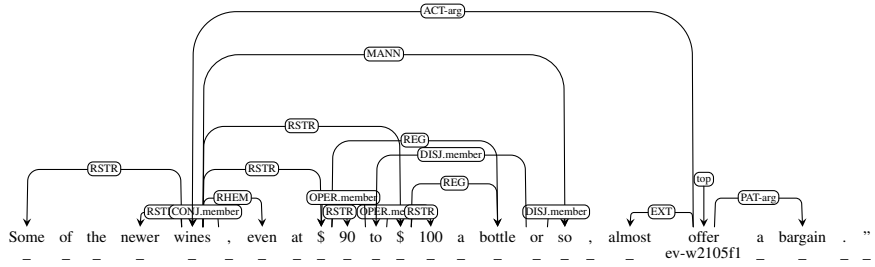 ACT-arg
MANN
RSTR
REG
DISJ.member
RSTR RSTR RHEM OPER.member REG top PAT-arg
CONJ.member RSTR RSTR DISJ.member EXT
Some of the newer wines , even at $ 90 to $ 100 a bottle or so , almost offer a bargain . ”
ev-w2105f1
_ _ _ _ _ _ _ _ _ _ _ _ _ _ _ _ _ _ _ _ _ _ _ _